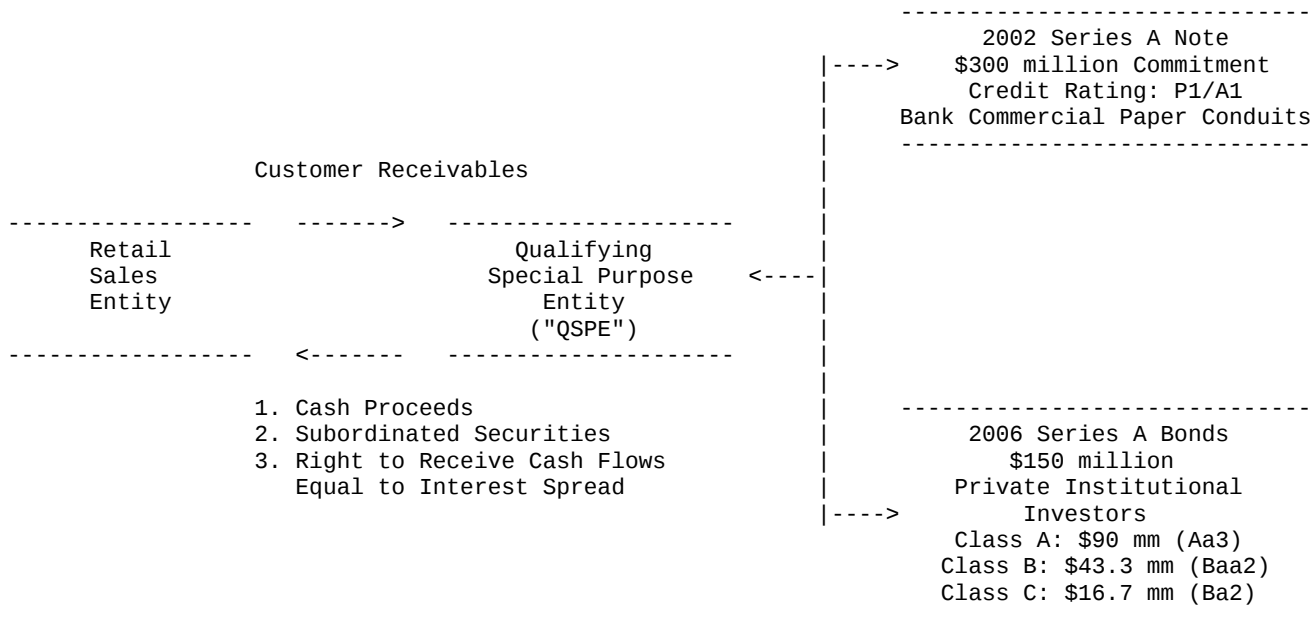 2002 Series A Note
$300 million Commitment
Credit Rating: P1/A1
Bank Commercial Paper Conduits
Customer Receivables
Retail
Sales
Entity
Qualifying
Special Purpose
Entity
("QSPE")
1. Cash Proceeds
2. Subordinated Securities
3. Right to Receive Cash Flows
Equal to Interest Spread
2006 Series A Bonds
$150 million
Private Institutional
Investors
Class A: $90 mm (Aa3)
Class B: $43.3 mm (Baa2)
Class C: $16.7 mm (Ba2)